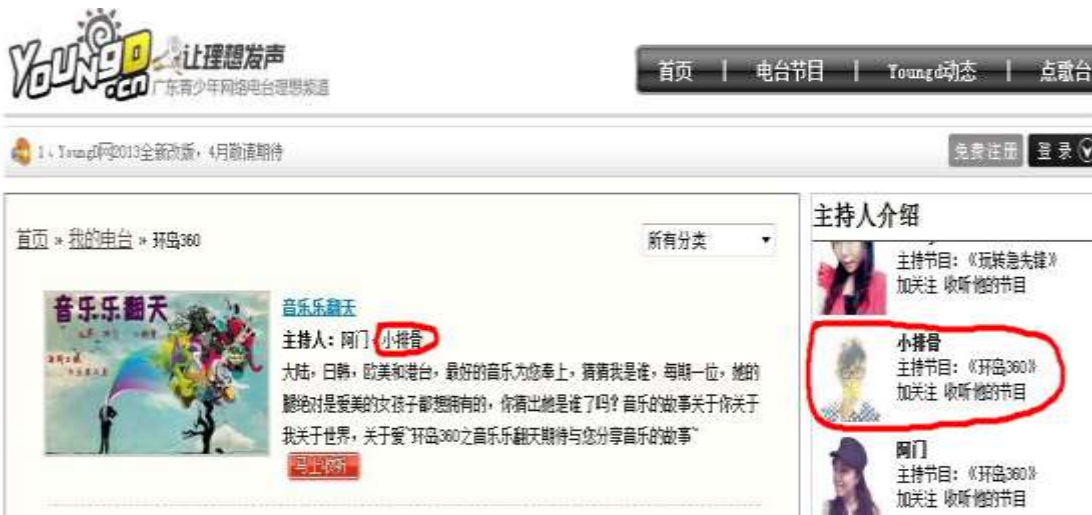 YoungD.cn
让理想发声
广东青少年网络电台理想频道
首页 | 电台节目 | Youngd动态 | 点歌台
1、YoungD网2013全新改版，4月敬请期待
免费注册
登录
首页 » 我的电台 » 环岛360
所有分类
音乐乐翻天
音乐乐翻天
主持人：阿门，小排骨
大陆，日韩，欧美和港台，最好的音乐为您奉上，猜猜我是谁，每期一位，她的
腿绝对是爱美的女孩子都想拥有的，你猜出她是谁了吗？音乐的故事关于你关于
我关于世界，关于爱~环岛360之音乐乐翻天期待与您分享音乐的故事~
马上收听
主持人介绍
主持节目：《玩转急先锋》
加关注 收听他的节目
小排骨
主持节目：《环岛360》
加关注 收听他的节目
阿门
主持节目：《环岛360》
加关注 收听他的节目